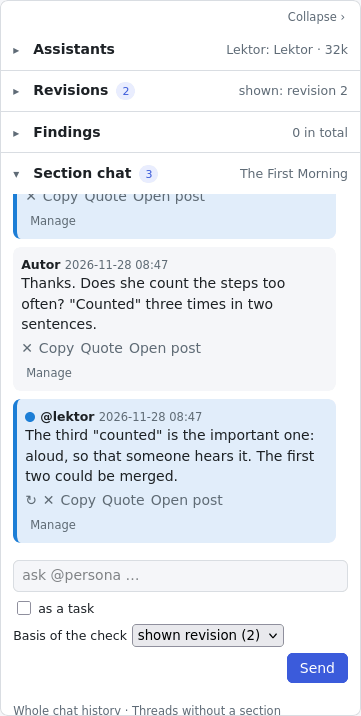 Collapse ›
▸ Assistants Lektor: Lektor · 32k
▸ Revisions 2 shown: revision 2
▸ Findings 0 in total
▾ Section chat 3 The First Morning
✕ Copy Quote Open post
Manage
Autor 2026-11-28 08:47
Thanks. Does she count the steps too
often? "Counted" three times in two
sentences.
✕ Copy Quote Open post
Manage
@lektor 2026-11-28 08:47
The third "counted" is the important one:
aloud, so that someone hears it. The first
two could be merged.
↻ ✕ Copy Quote Open post
Manage
ask @persona ...
as a task
Basis of the check shown revision (2)
Send
Whole chat history · Threads without a section